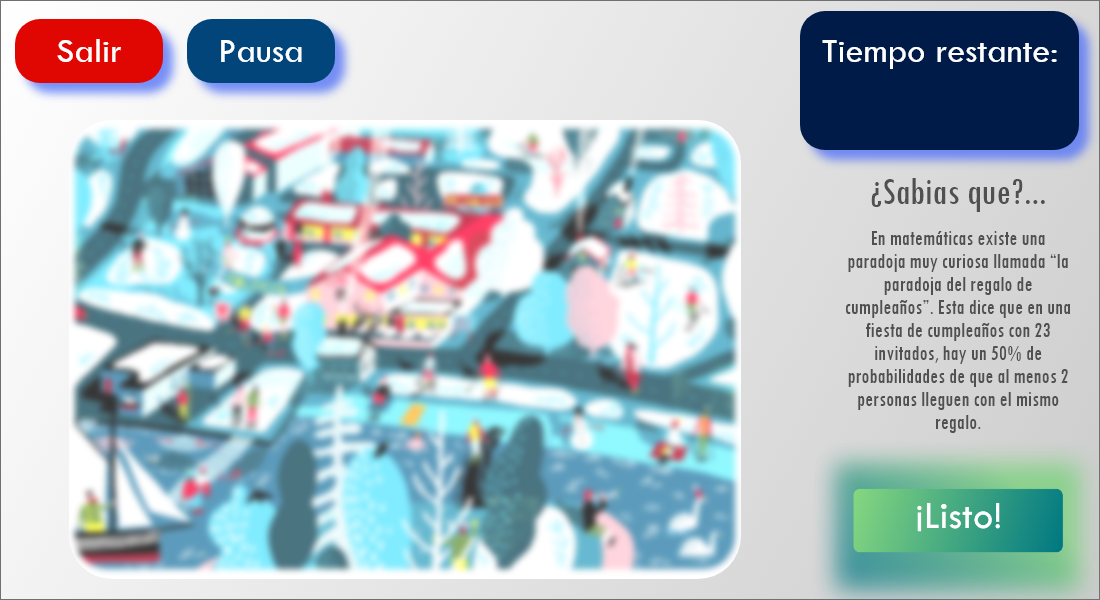 Salir
Pausa
Tiempo restante:
¿Sabias que?...
En matemáticas existe una
paradoja muy curiosa llamada “la
paradoja del regalo de
cumpleaños”. Esta dice que en una
fiesta de cumpleaños con 23
invitados, hay un 50% de
probabilidades de que al menos 2
personas lleguen con el mismo
regalo.
¡Listo!